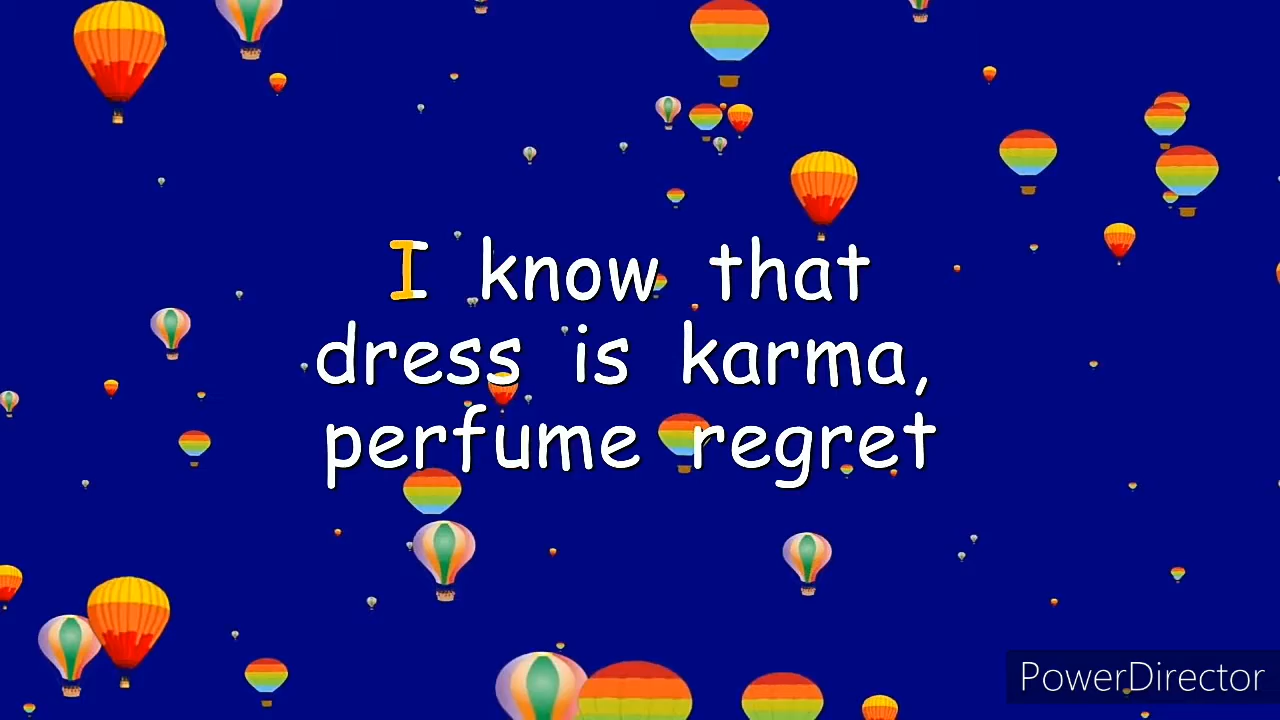 I know that
dress is karma,
perfume regret
PowerDirector